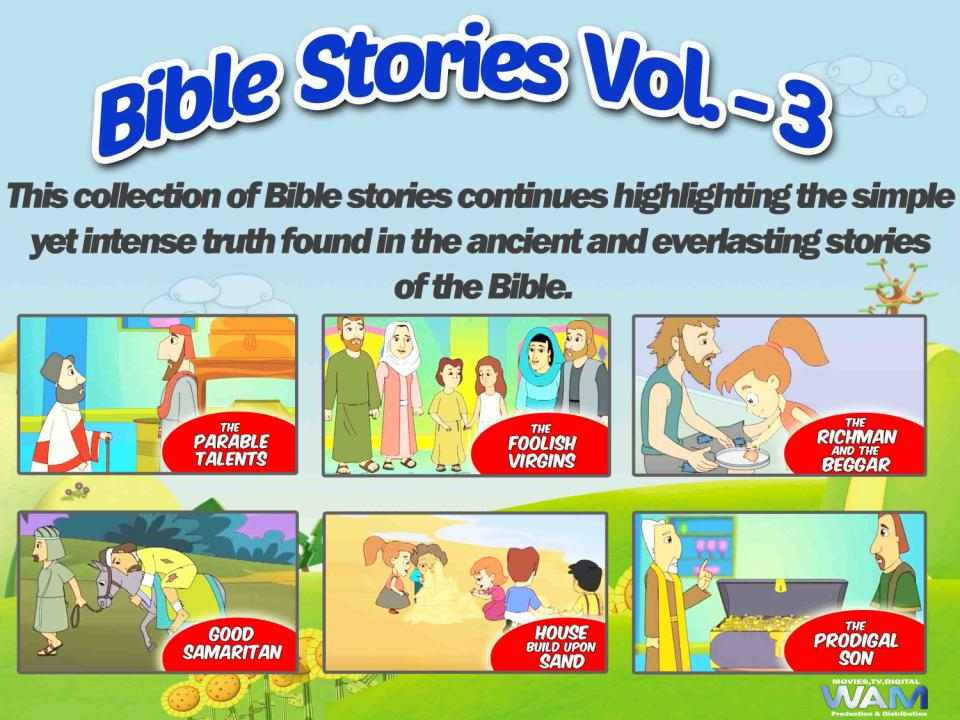 Bible Stories Vol. - 3
This collection of Bible stories continues highlighting the simple
yet intense truth found in the ancient and everlasting stories
of the Bible.
THE
PARABLE
TALENTS
THE
FOOLISH
VIRGINS
THE
RICHMAN
AND THE
BEGGAR
GOOD
SAMARITAN
HOUSE
BUILD UPON
SAND
THE
PRODIGAL
SON
MOVIES,TV,DIGITAL
WAM
Production & Distribution